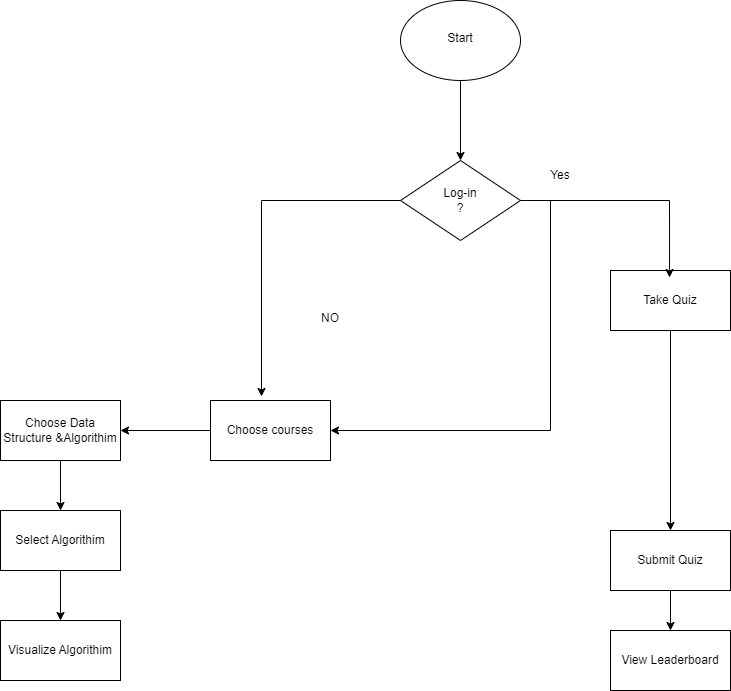 Start
Log-in
?
Yes
Take Quiz
NO
Choose Data
Structure &Algorithim
Choose courses
Select Algorithim
Submit Quiz
Visualize Algorithim
View Leaderboard